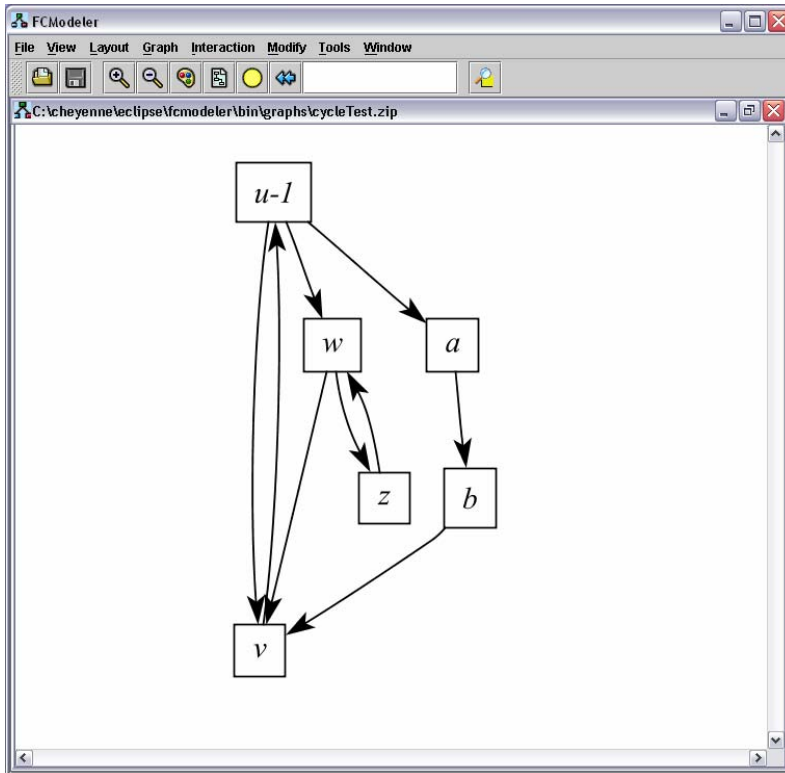 FCModeler
File View Layout Graph Interaction Modify Tools Window
C:\cheyenne\eclipse\fcmodeler\bin\graphs\cycleTest.zip
u-1
w
a
z
b
v